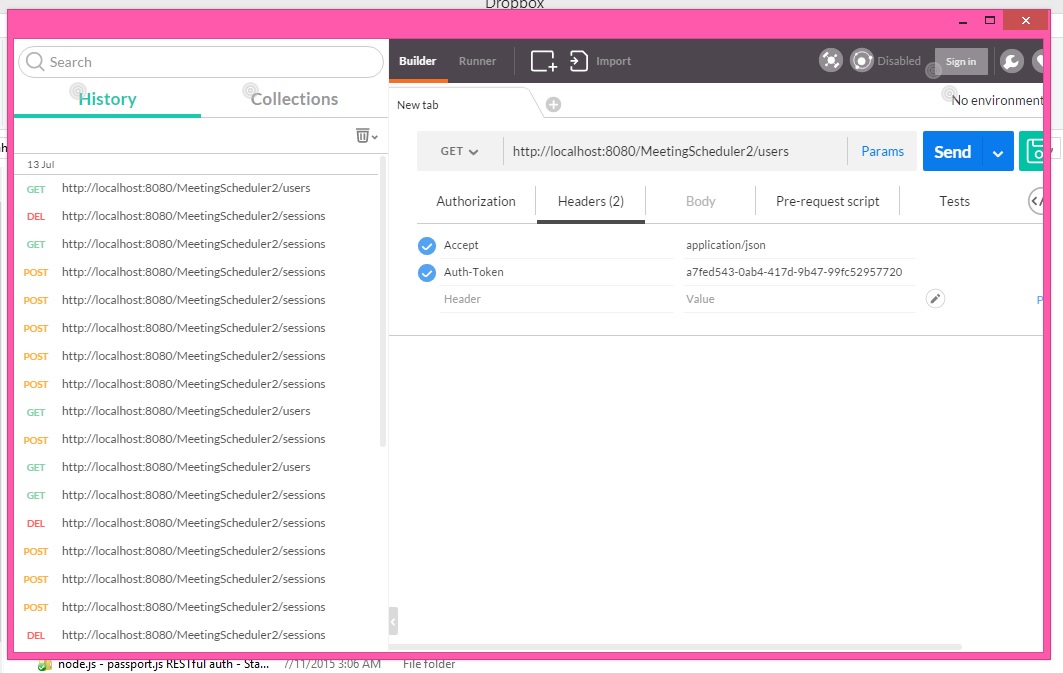 Dropbox
Search
History Collections
13 Jul
GET http://localhost:8080/MeetingScheduler2/users
DEL http://localhost:8080/MeetingScheduler2/sessions
GET http://localhost:8080/MeetingScheduler2/sessions
POST http://localhost:8080/MeetingScheduler2/sessions
POST http://localhost:8080/MeetingScheduler2/sessions
POST http://localhost:8080/MeetingScheduler2/sessions
POST http://localhost:8080/MeetingScheduler2/sessions
POST http://localhost:8080/MeetingScheduler2/sessions
GET http://localhost:8080/MeetingScheduler2/users
POST http://localhost:8080/MeetingScheduler2/sessions
GET http://localhost:8080/MeetingScheduler2/users
GET http://localhost:8080/MeetingScheduler2/sessions
DEL http://localhost:8080/MeetingScheduler2/sessions
POST http://localhost:8080/MeetingScheduler2/sessions
POST http://localhost:8080/MeetingScheduler2/sessions
POST http://localhost:8080/MeetingScheduler2/sessions
DEL http://localhost:8080/MeetingScheduler2/sessions
Builder Runner Import Disabled Sign in
New tab No environment
GET http://localhost:8080/MeetingScheduler2/users Params Send
Authorization Headers (2) Body Pre-request script Tests
Accept application/json
Auth-Token a7fed543-0ab4-417d-9b47-99fc52957720
Header Value
node.js - passport.js RESTful auth - Sta... 7/11/2015 3:06 AM File folder